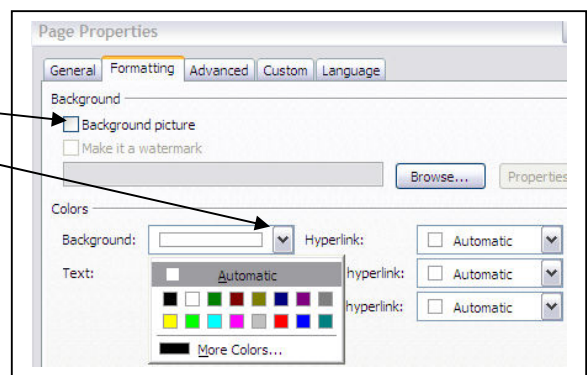 Page Properties
General Formatting Advanced Custom Language
Background
Background picture
Make it a watermark
Browse... Properties
Colors
Background: Hyperlink: Automatic
Text: Automatic hyperlink: Automatic
hyperlink: Automatic
More Colors...